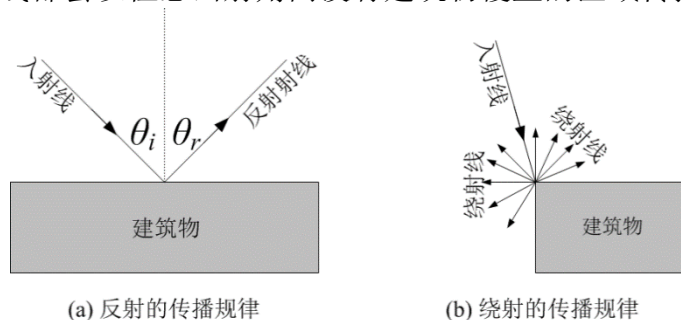 入射线
反射射线
θi
θr
建筑物
(a) 反射的传播规律
入射线
绕射线
绕射线
建筑物
(b) 绕射的传播规律